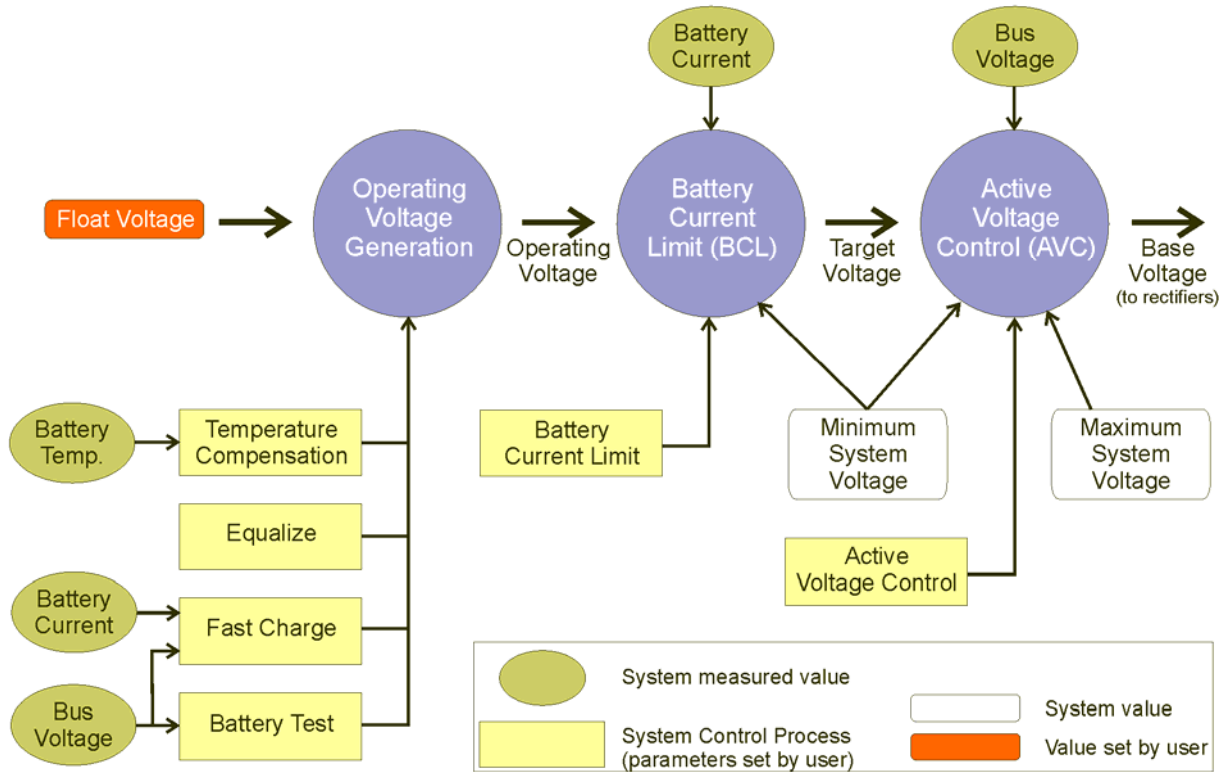 Battery
Current
Bus
Voltage
Float Voltage
Operating
Voltage
Generation
Operating
Voltage
Battery
Current
Limit (BCL)
Target
Voltage
Active
Voltage
Control (AVC)
Base
Voltage
(to rectifiers)
Battery
Temp.
Temperature
Compensation
Battery
Current Limit
Minimum
System
Voltage
Maximum
System
Voltage
Equalize
Active
Voltage Control
Battery
Current
Fast Charge
Bus
Voltage
Battery Test
System measured value
System Control Process
(parameters set by user)
System value
Value set by user